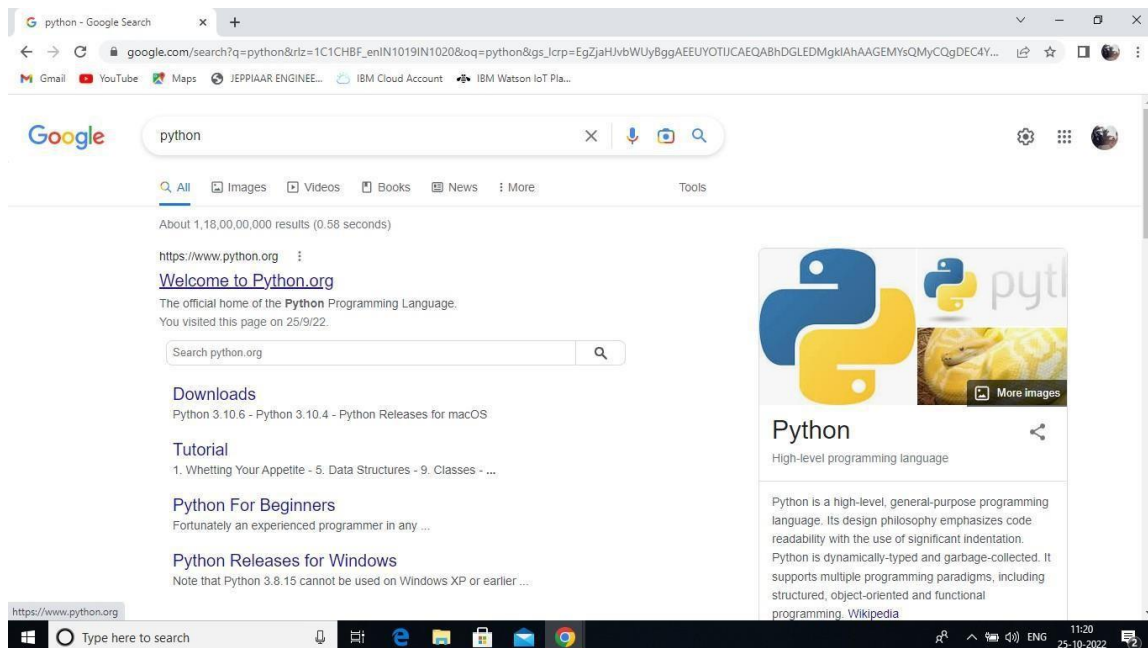 python - Google Search
google.com/search?q=python&rlz=1C1CHBF_enIN1019IN1020&oq=python&gs_lcrp=EgZjaHJvbWUyBggAEEUYOTIJCAEQABhDGLEDMgkIAhAAGEMYsQMyCQgDEC4Y...
Gmail YouTube Maps JEPPIAAR ENGINEE... IBM Cloud Account IBM Watson IoT Pla...
Google python
All Images Videos Books News More Tools
About 1,18,00,00,000 results (0.58 seconds)
https://www.python.org
Welcome to Python.org
The official home of the Python Programming Language.
You visited this page on 25/9/22.
Search python.org
Downloads
Python 3.10.6 - Python 3.10.4 - Python Releases for macOS
Tutorial
1. Whetting Your Appetite - 5. Data Structures - 9. Classes - ...
Python For Beginners
Fortunately an experienced programmer in any ...
Python Releases for Windows
Note that Python 3.8.15 cannot be used on Windows XP or earlier ...
pyth
More images
Python
High-level programming language
Python is a high-level, general-purpose programming
language. Its design philosophy emphasizes code
readability with the use of significant indentation.
Python is dynamically-typed and garbage-collected. It
supports multiple programming paradigms, including
structured, object-oriented and functional
programming. Wikipedia
https://www.python.org
Type here to search
ENG
11:20
25-10-2022
2